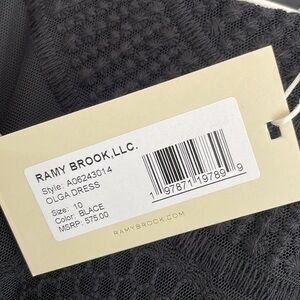 RAMY BROOK,LLC.
Style: A06243014
OLGA DRESS
Size: 10
Color: BLACE
MSRP: 575.00
1 97871 19789 9
RAMYBROOK.COM